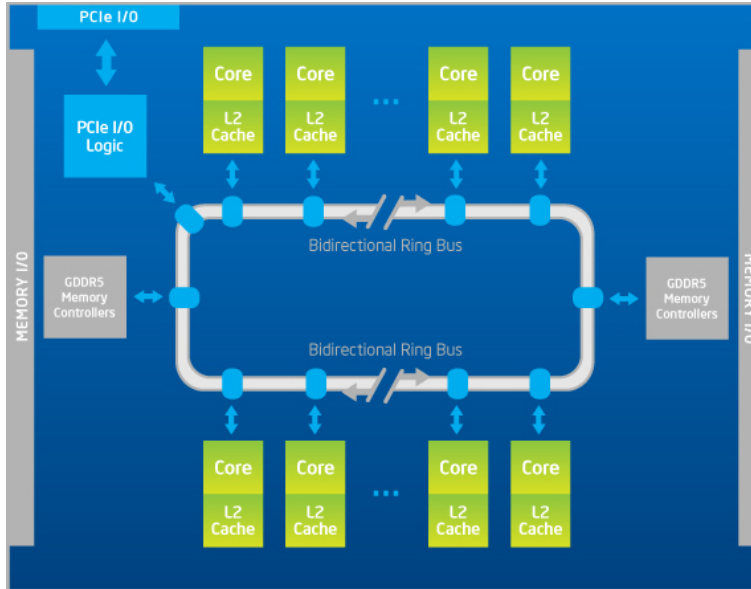 PCIe I/O
PCIe I/O
Logic
Core
L2
Cache
Core
L2
Cache
...
Core
L2
Cache
Core
L2
Cache
Bidirectional Ring Bus
MEMORY I/O
GDDR5
Memory
Controllers
GDDR5
Memory
Controllers
MEMORY I/O
Bidirectional Ring Bus
Core
L2
Cache
Core
L2
Cache
...
Core
L2
Cache
Core
L2
Cache